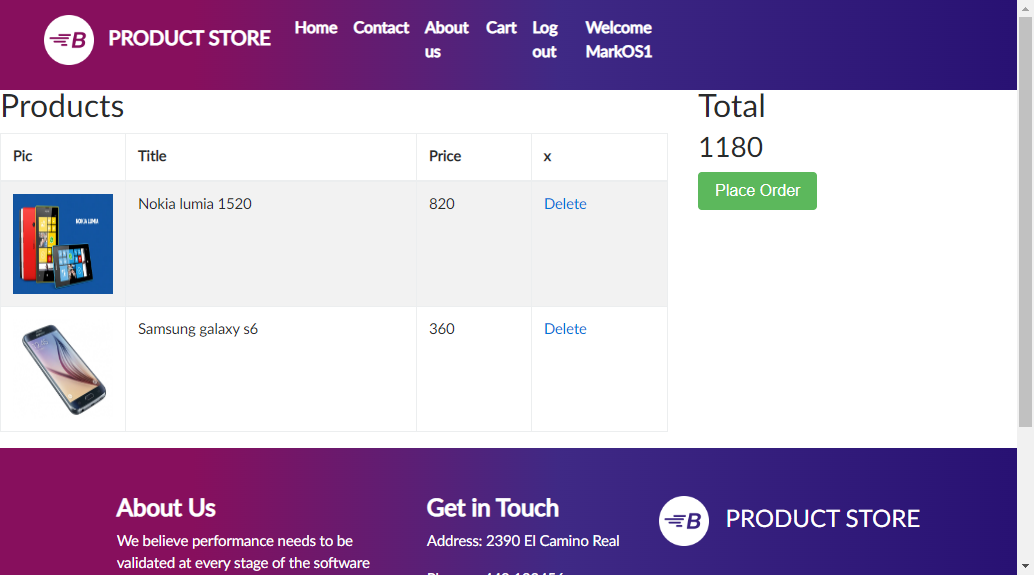 B PRODUCT STORE Home Contact About us Cart Log out Welcome MarkOS1
Products
Pic Title Price x
NOKIA LUMIA
Nokia lumia 1520 820 Delete
Samsung galaxy s6 360 Delete
Total
1180
Place Order
About Us
We believe performance needs to be
validated at every stage of the software
Get in Touch
Address: 2390 El Camino Real
B PRODUCT STORE